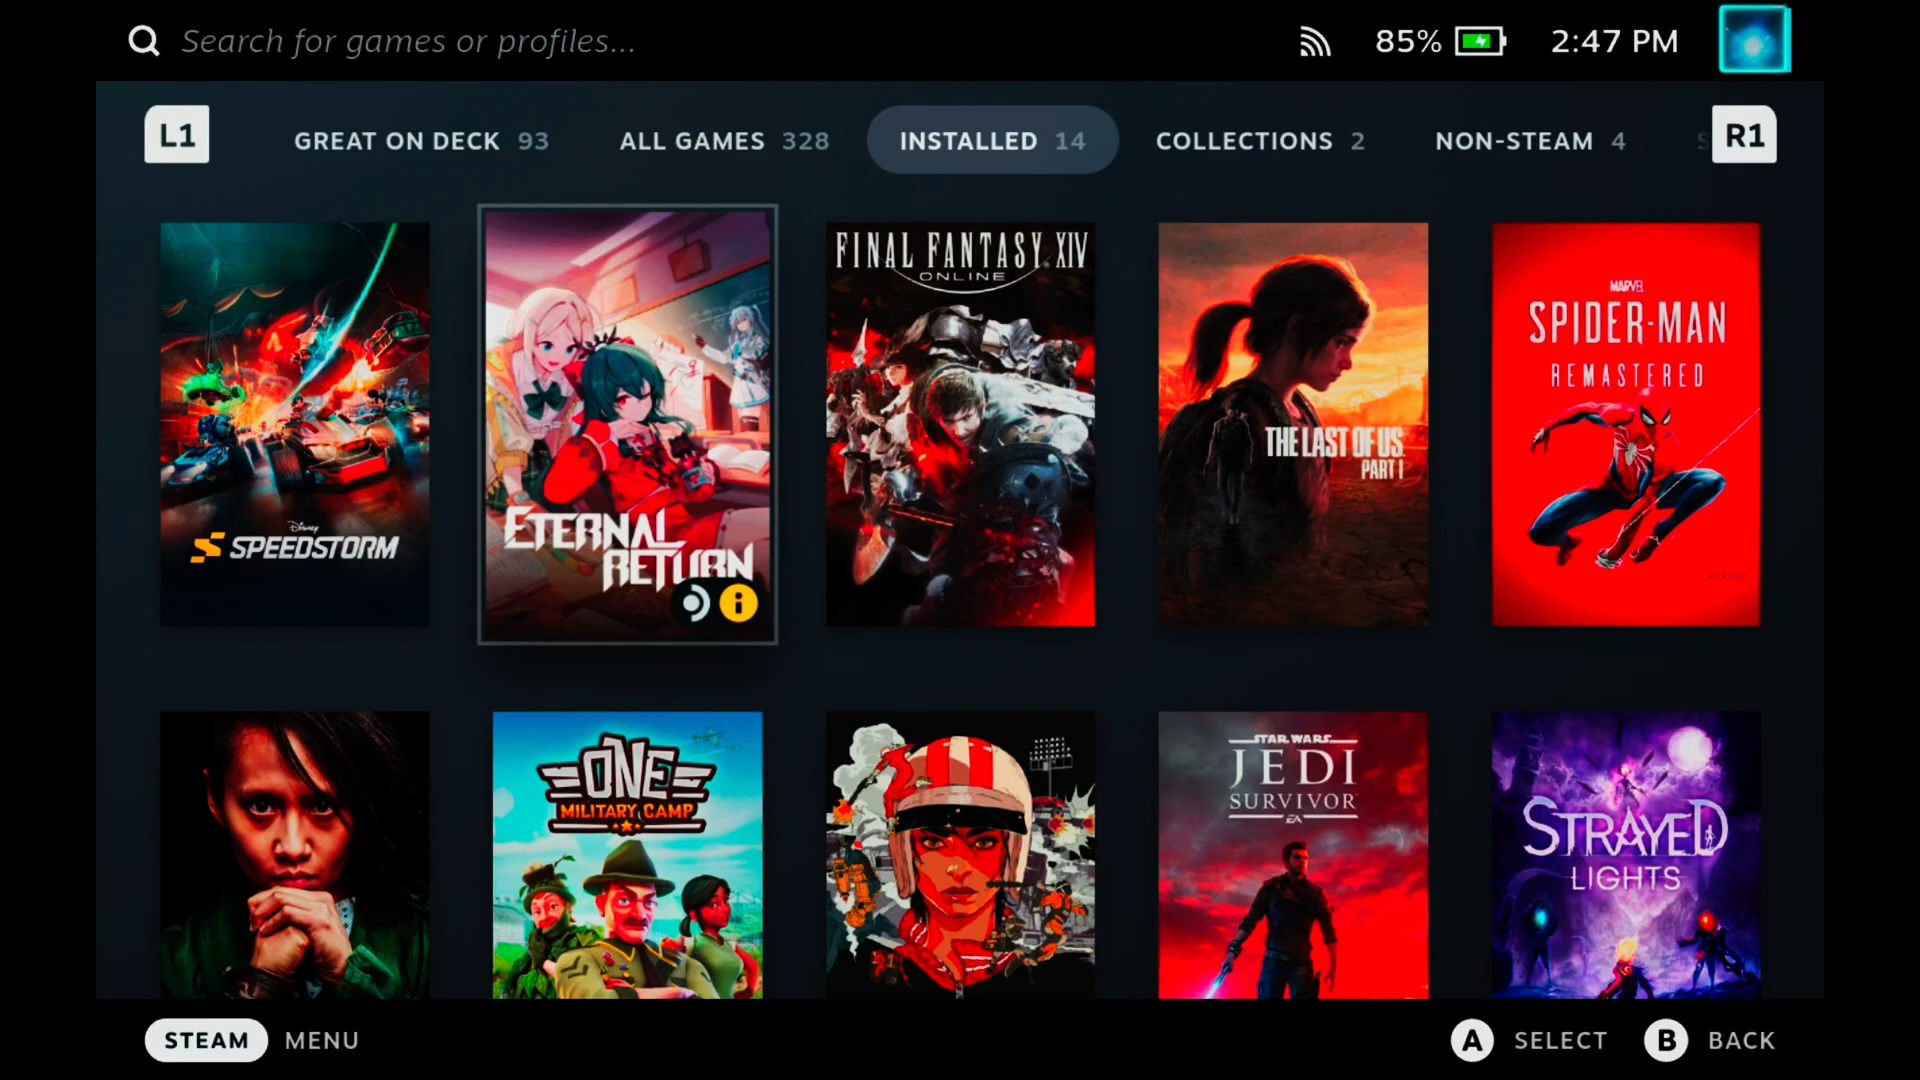 Search for games or profiles...
85%
2:47 PM
L1
GREAT ON DECK 93
ALL GAMES 328
INSTALLED 14
COLLECTIONS 2
NON-STEAM 4
S
R1
Disney
SPEEDSTORM
ETERNAL
RETURN
FINAL FANTASY XIV
ONLINE
THE LAST OF US
PART I
MARVEL
SPIDER-MAN
REMASTERED
ONE
MILITARY CAMP
STAR WARS
JEDI
SURVIVOR
EA
STRAYED
LIGHTS
STEAM MENU
A SELECT
B BACK